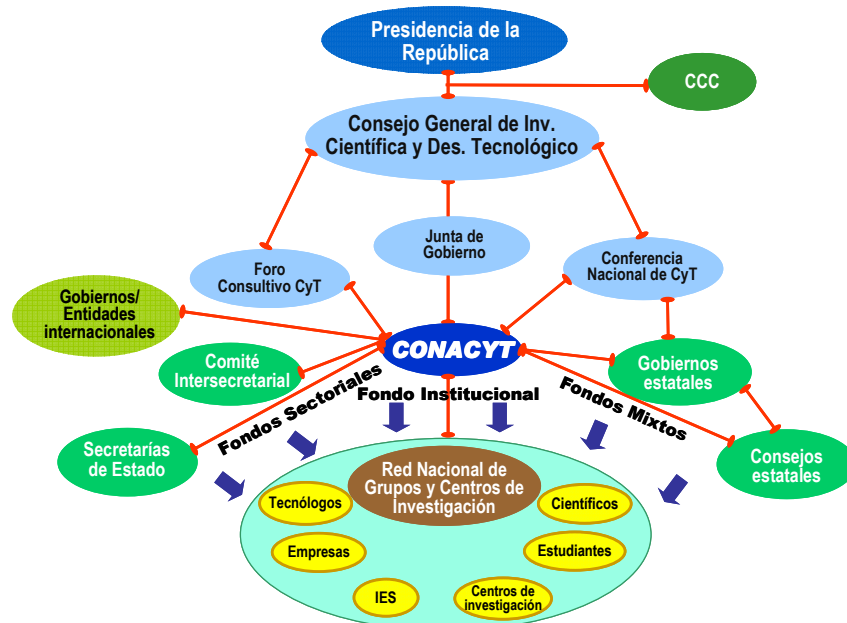 Presidencia de la
República
CCC
Consejo General de Inv.
Científica y Des. Tecnológico
Junta de
Gobierno
Foro
Consultivo CyT
Conferencia
Nacional de CyT
Gobiernos/
Entidades
internacionales
CONACYT
Comité
Intersecretarial
Gobiernos
estatales
Fondos Sectoriales
Fondo Institucional
Fondos Mixtos
Secretarías
de Estado
Consejos
estatales
Red Nacional de
Grupos y Centros de
Investigación
Tecnólogos
Científicos
Empresas
Estudiantes
IES
Centros de
investigación